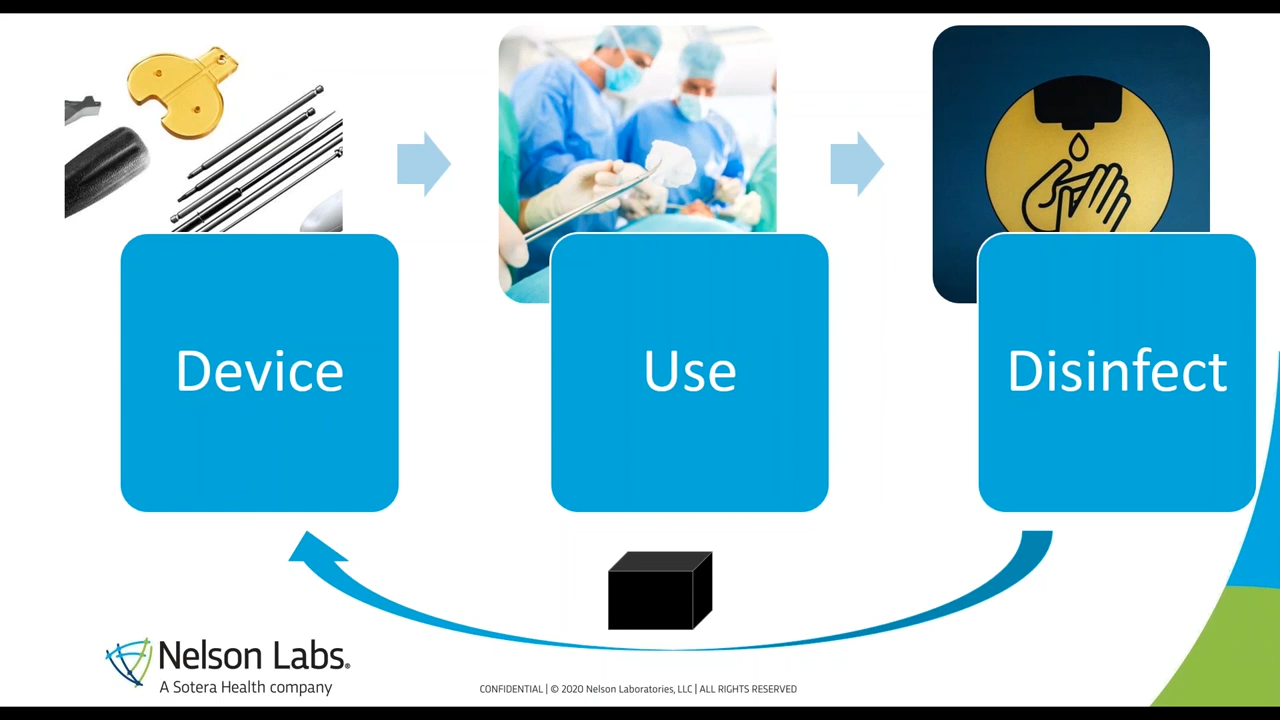 Device
Use
Disinfect
Nelson Labs.®
A Sotera Health company
CONFIDENTIAL | © 2020 Nelson Laboratories, LLC | ALL RIGHTS RESERVED